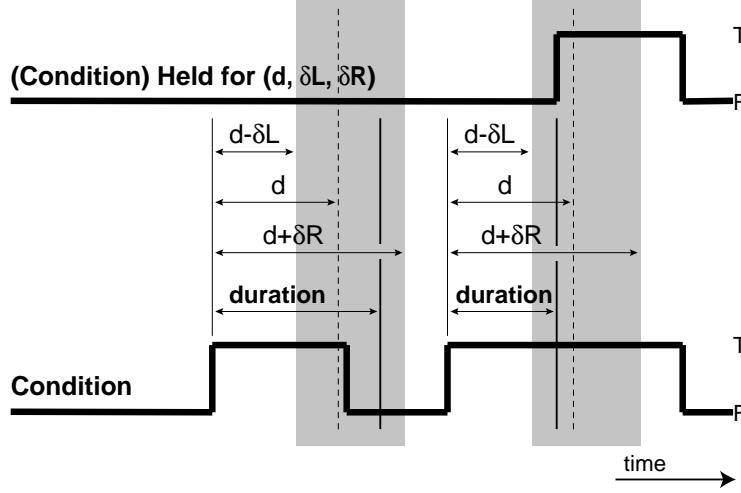 T
(Condition) Held for (d, δL, δR)
F
d-δL d-δL
d d
d+δR d+δR
duration duration
T
Condition
F
time